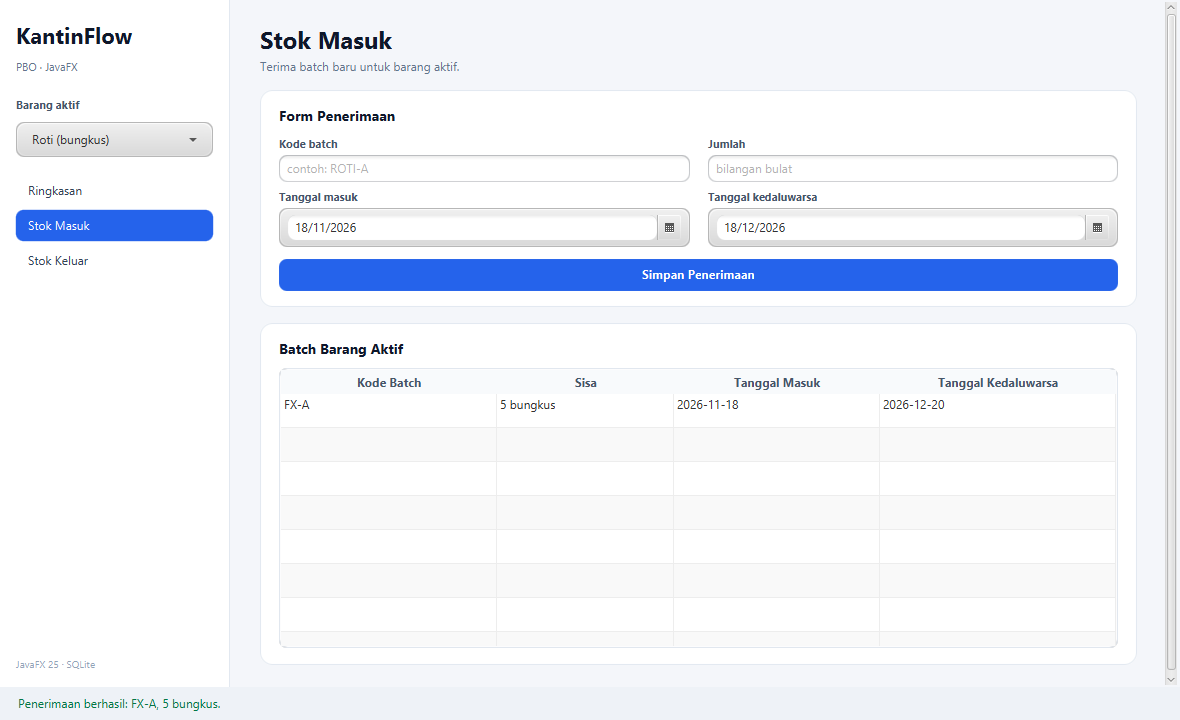 KantinFlow
PBO · JavaFX
Barang aktif
Roti (bungkus)
Ringkasan
Stok Masuk
Stok Keluar
JavaFX 25 · SQLite
Stok Masuk
Terima batch baru untuk barang aktif.
Form Penerimaan
Kode batch Jumlah
contoh: ROTI-A bilangan bulat
Tanggal masuk Tanggal kedaluwarsa
18/11/2026 18/12/2026
Simpan Penerimaan
Batch Barang Aktif
Kode Batch Sisa Tanggal Masuk Tanggal Kedaluwarsa
FX-A 5 bungkus 2026-11-18 2026-12-20
Penerimaan berhasil: FX-A, 5 bungkus.